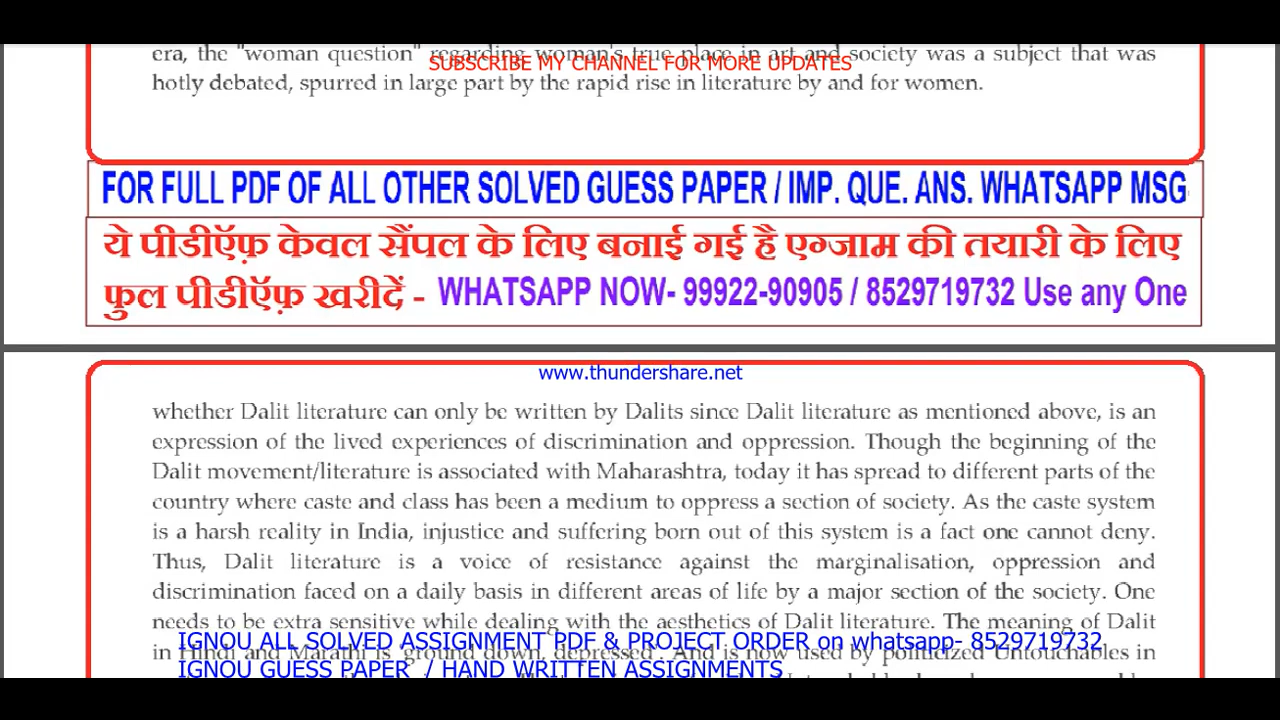 era, the "woman question" regarding woman's true place in art and society was a subject that was
SUBSCRIBE MY CHANNEL FOR MORE UPDATES
hotly debated, spurred in large part by the rapid rise in literature by and for women.
FOR FULL PDF OF ALL OTHER SOLVED GUESS PAPER / IMP. QUE. ANS. WHATSAPP MSG
ये पीडीऍफ़ केवल सैंपल के लिए बनाई गई है एग्जाम की तयारी के लिए
फुल पीडीऍफ़ खरीदें - WHATSAPP NOW- 99922-90905 / 8529719732 Use any One
www.thundershare.net
whether Dalit literature can only be written by Dalits since Dalit literature as mentioned above, is an
expression of the lived experiences of discrimination and oppression. Though the beginning of the
Dalit movement/literature is associated with Maharashtra, today it has spread to different parts of the
country where caste and class has been a medium to oppress a section of society. As the caste system
is a harsh reality in India, injustice and suffering born out of this system is a fact one cannot deny.
Thus, Dalit literature is a voice of resistance against the marginalisation, oppression and
discrimination faced on a daily basis in different areas of life by a major section of the society. One
needs to be extra sensitive while dealing with the aesthetics of Dalit literature. The meaning of Dalit
IGNOU ALL SOLVED ASSIGNMENT PDF & PROJECT ORDER on whatsapp- 8529719732
in Hindi and Marathi is 'ground down, depressed'. And is now used by politicized Untouchables in
IGNOU GUESS PAPER / HAND WRITTEN ASSIGNMENTS